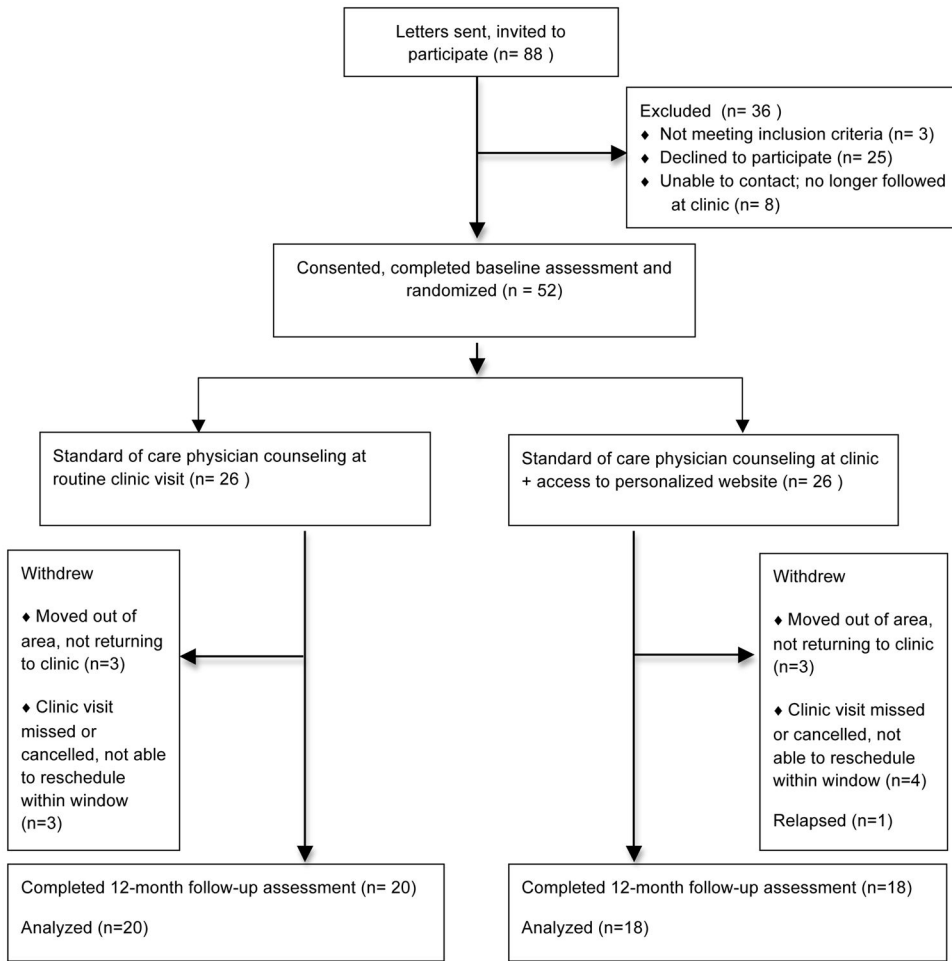 Letters sent, invited to
participate (n= 88 )
Excluded  (n= 36 )
♦ Not meeting inclusion criteria (n= 3)
♦ Declined to participate (n= 25)
♦ Unable to contact; no longer followed
at clinic (n= 8)
Consented, completed baseline assessment and
randomized (n = 52)
Standard of care physician counseling at
routine clinic visit (n= 26 )
Standard of care physician counseling at clinic
+ access to personalized website (n= 26 )
Withdrew
♦ Moved out of
area, not returning
to clinic (n=3)
♦ Clinic visit
missed or
cancelled, not able
to reschedule
within window
(n=3)
Withdrew
♦ Moved out of
area, not returning to clinic
(n=3)
♦ Clinic visit missed
or cancelled, not
able to reschedule
within window (n=4)
Relapsed (n=1)
Completed 12-month follow-up assessment (n= 20)
Analyzed (n=20)
Completed 12-month follow-up assessment (n=18)
Analyzed (n=18)